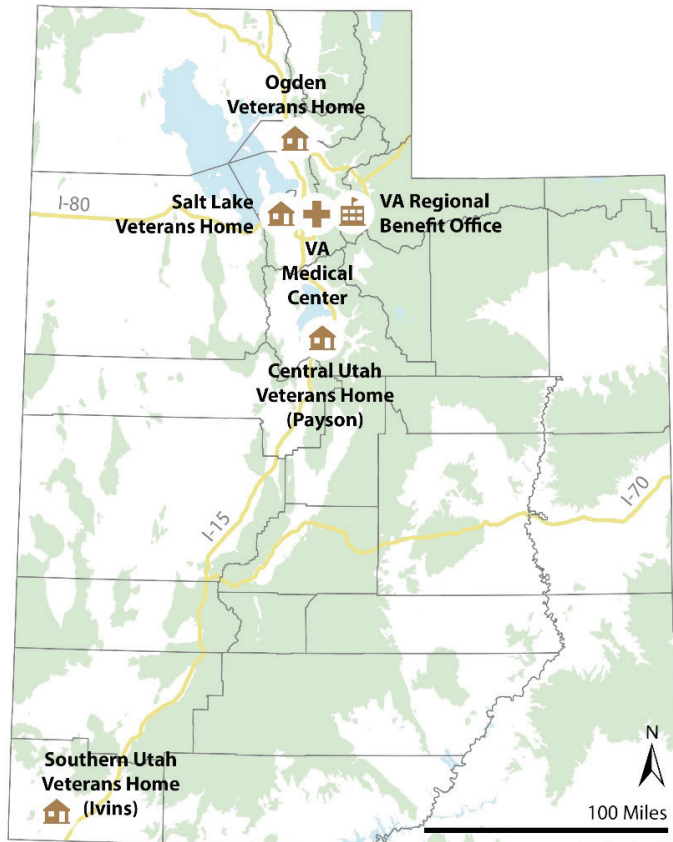 Ogden
Veterans Home
I-80
Salt Lake
Veterans Home
VA Regional
Benefit Office
VA
Medical
Center
Central Utah
Veterans Home
(Payson)
I-15
I-70
Southern Utah
Veterans Home
(Ivins)
N
100 Miles